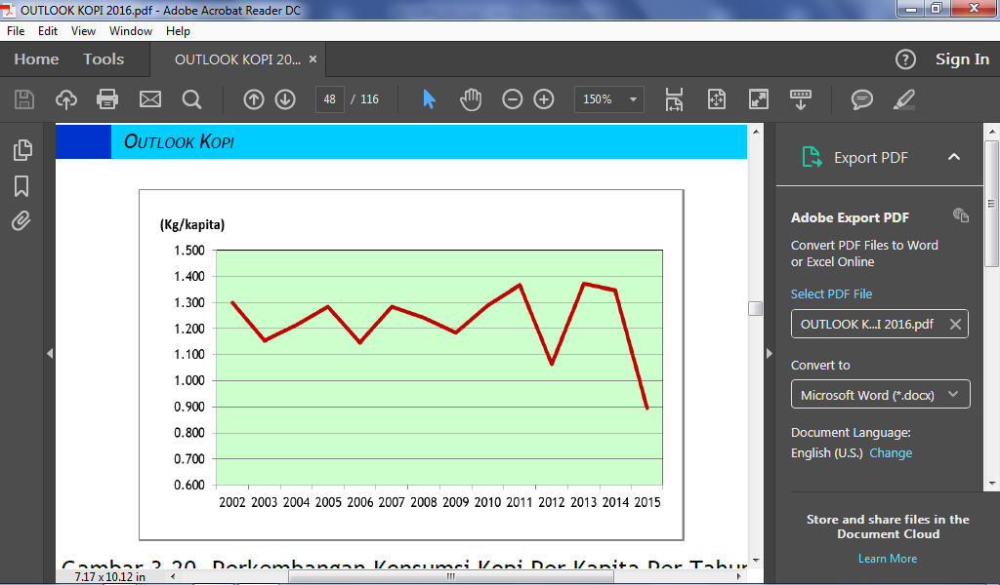 OUTLOOK KOPI 2016.pdf - Adobe Acrobat Reader DC
File Edit View Window Help
Home Tools OUTLOOK KOPI 20... × ? Sign In
48 / 116 150%
OUTLOOK KOPI
(Kg/kapita)
1.500
1.400
1.300
1.200
1.100
1.000
0.900
0.800
0.700
0.600
2002 2003 2004 2005 2006 2007 2008 2009 2010 2011 2012 2013 2014 2015
Gambar 3.20. Perkembangan Konsumsi Kopi Per Kapita Per Tahun
7.17 x 10.12 in
Export PDF
Adobe Export PDF
Convert PDF Files to Word
or Excel Online
Select PDF File
OUTLOOK K...I 2016.pdf
Convert to
Microsoft Word (*.docx)
Document Language:
English (U.S.) Change
Store and share files in the
Document Cloud
Learn More